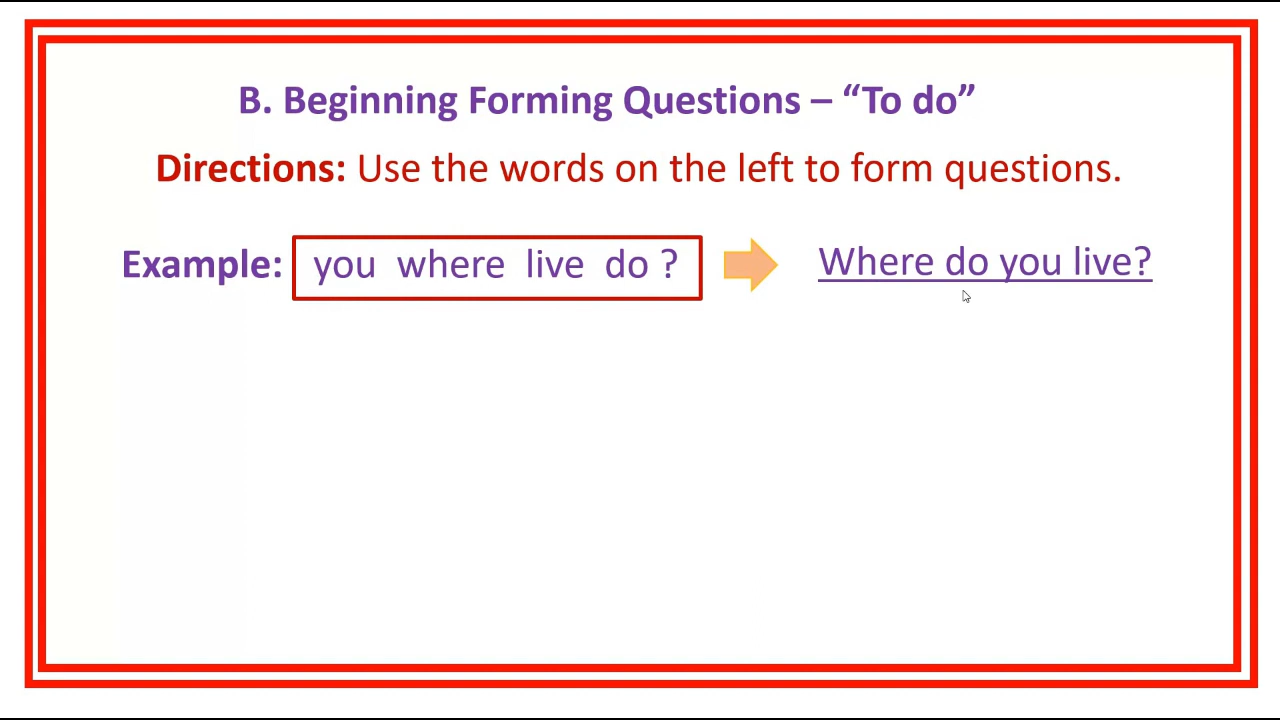 B. Beginning Forming Questions – “To do”
Directions: Use the words on the left to form questions.
Example: you where live do ? Where do you live?